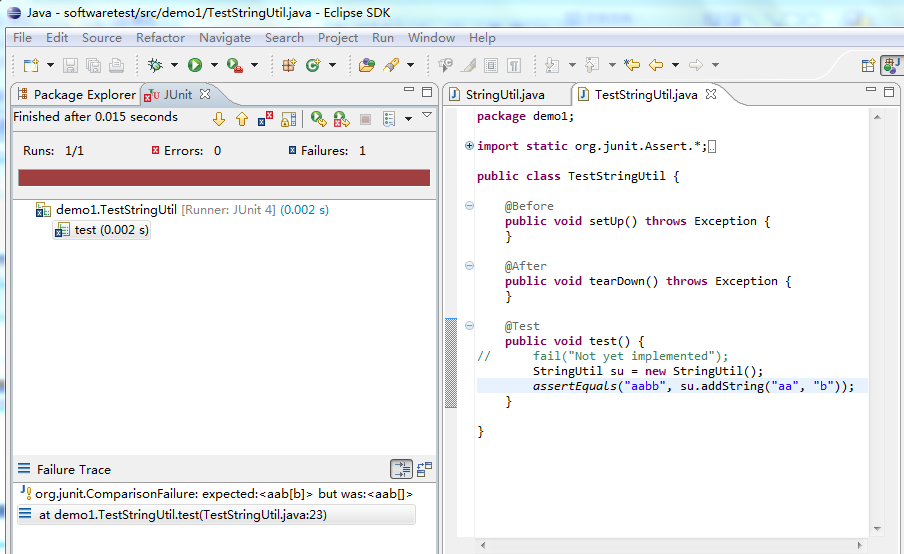 Java - softwaretest/src/demo1/TestStringUtil.java - Eclipse SDK
File Edit Source Refactor Navigate Search Project Run Window Help
Package Explorer JUnit
Finished after 0.015 seconds
Runs: 1/1 Errors: 0 Failures: 1
demo1.TestStringUtil [Runner: JUnit 4] (0.002 s)
test (0.002 s)
Failure Trace
org.junit.ComparisonFailure: expected:<aab[b]> but was:<aab[]>
at demo1.TestStringUtil.test(TestStringUtil.java:23)
StringUtil.java TestStringUtil.java
package demo1;
import static org.junit.Assert.*;
public class TestStringUtil {
@Before
public void setUp() throws Exception {
}
@After
public void tearDown() throws Exception {
}
@Test
public void test() {
// fail("Not yet implemented");
StringUtil su = new StringUtil();
assertEquals("aabb", su.addString("aa", "b"));
}
}